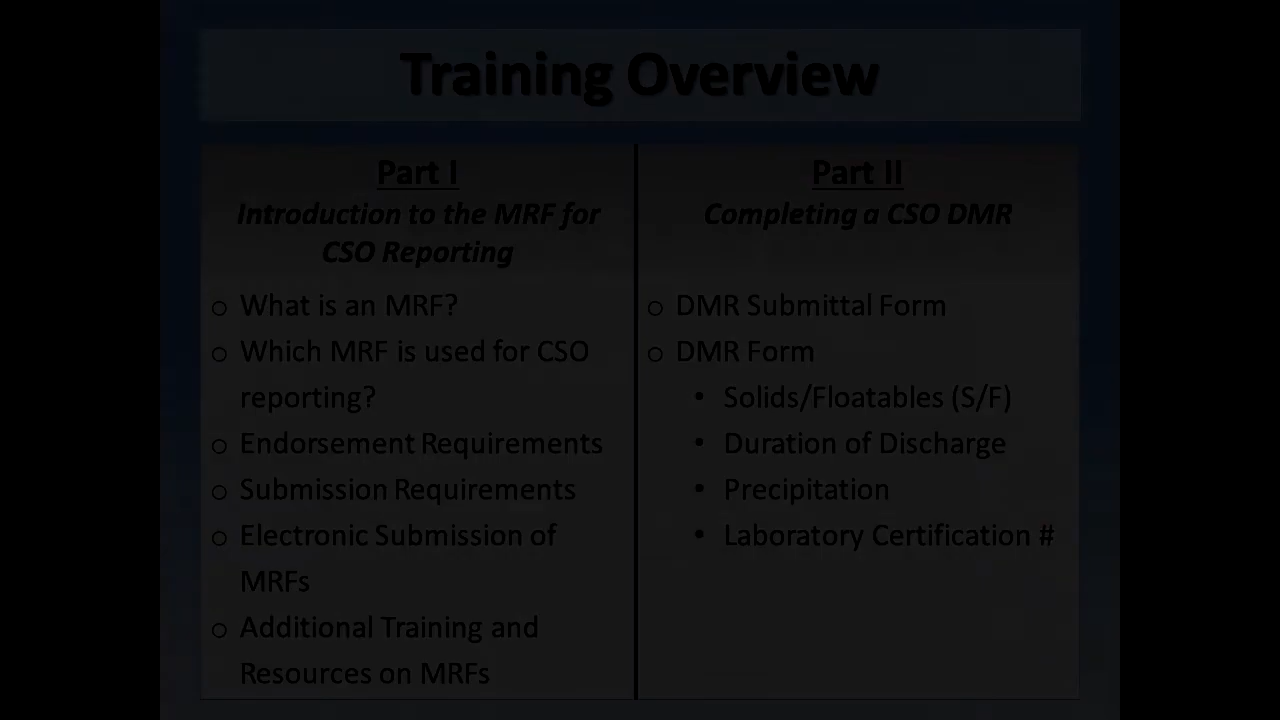 Training Overview
Part I
Introduction to the MRF for
CSO Reporting
o What is an MRF?
o Which MRF is used for CSO
reporting?
o Endorsement Requirements
o Submission Requirements
o Electronic Submission of
MRFs
o Additional Training and
Resources on MRFs
Part II
Completing a CSO DMR
o DMR Submittal Form
o DMR Form
• Solids/Floatables (S/F)
• Duration of Discharge
• Precipitation
• Laboratory Certification #